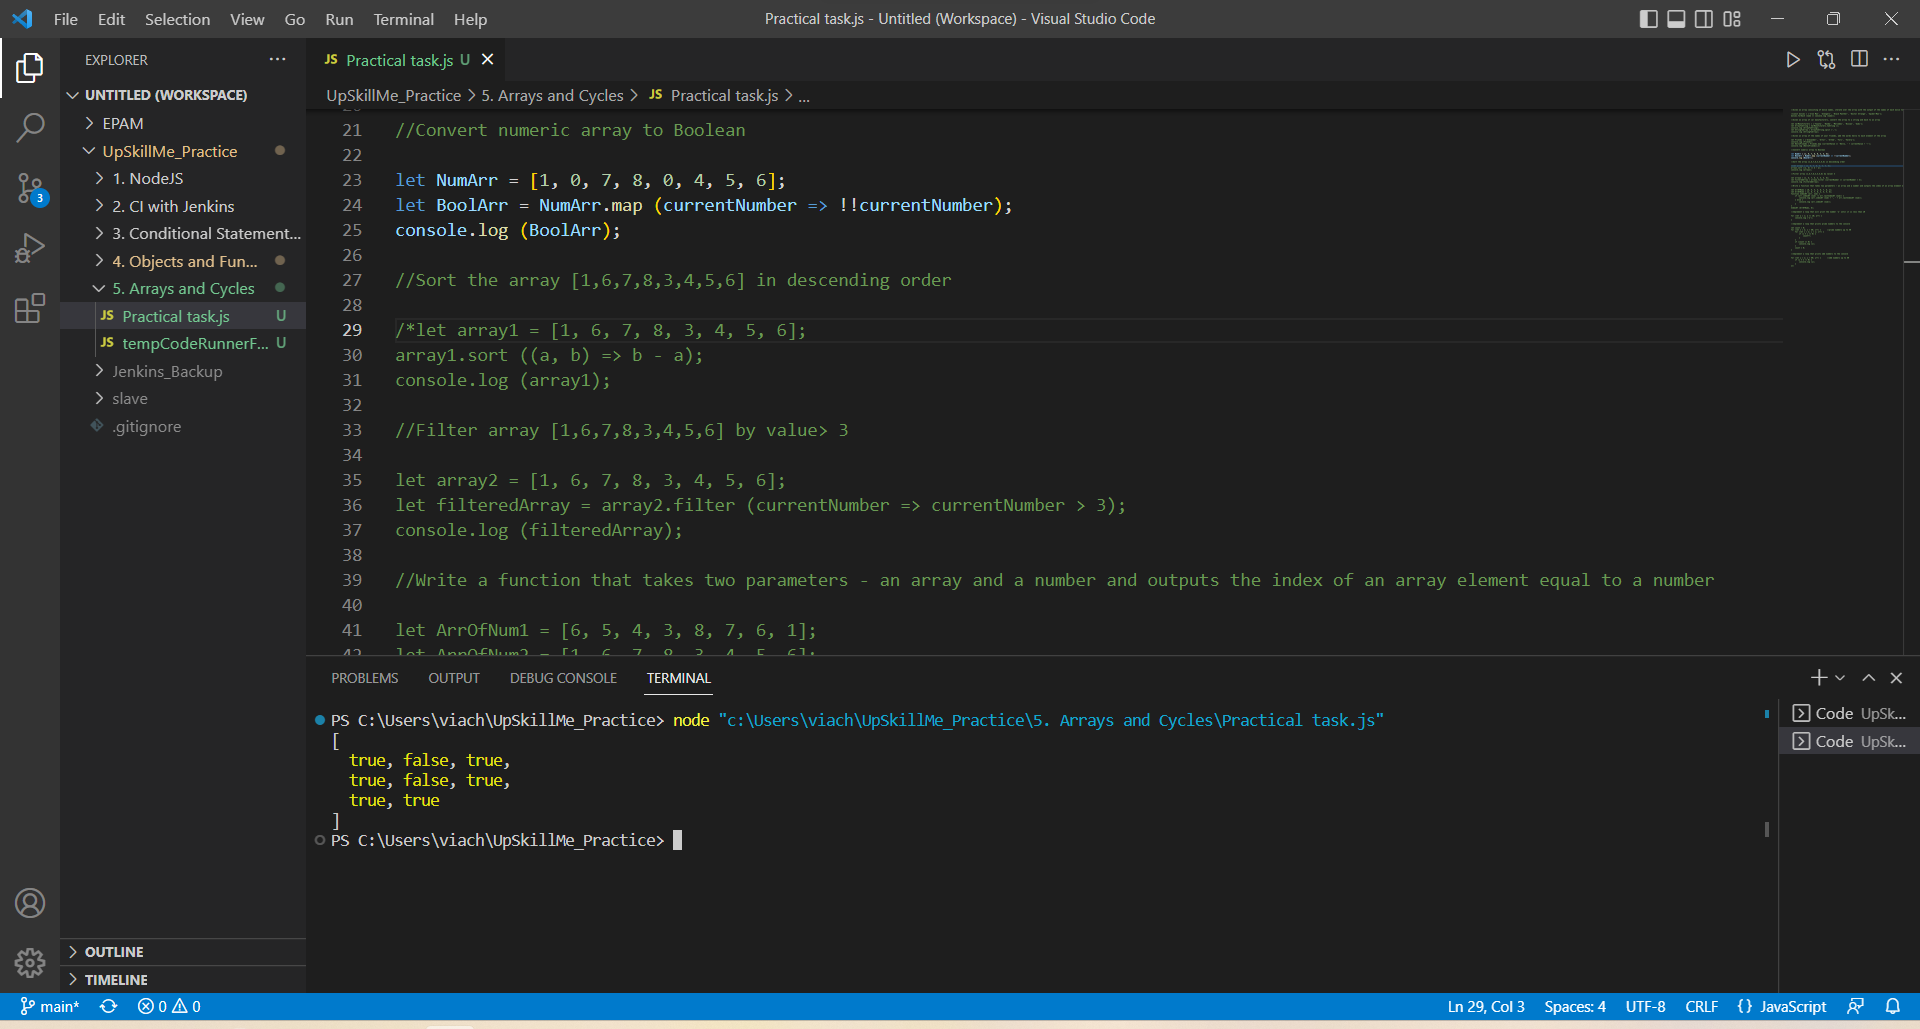 File Edit Selection View Go Run Terminal Help
Practical task.js - Untitled (Workspace) - Visual Studio Code
EXPLORER
UNTITLED (WORKSPACE)
EPAM
UpSkillMe_Practice
1. NodeJS
2. CI with Jenkins
3. Conditional Statement...
4. Objects and Fun...
5. Arrays and Cycles
JS Practical task.js U
JS tempCodeRunnerF... U
Jenkins_Backup
slave
.gitignore
OUTLINE
TIMELINE
3
JS Practical task.js U
UpSkillMe_Practice > 5. Arrays and Cycles > JS Practical task.js > ...
21 //Convert numeric array to Boolean
22
23 let NumArr = [1, 0, 7, 8, 0, 4, 5, 6];
24 let BoolArr = NumArr.map (currentNumber => !!currentNumber);
25 console.log (BoolArr);
26
27 //Sort the array [1,6,7,8,3,4,5,6] in descending order
28
29 /*let array1 = [1, 6, 7, 8, 3, 4, 5, 6];
30 array1.sort ((a, b) => b - a);
31 console.log (array1);
32
33 //Filter array [1,6,7,8,3,4,5,6] by value> 3
34
35 let array2 = [1, 6, 7, 8, 3, 4, 5, 6];
36 let filteredArray = array2.filter (currentNumber => currentNumber > 3);
37 console.log (filteredArray);
38
39 //Write a function that takes two parameters - an array and a number and outputs the index of an array element equal to a number
40
41 let ArrOfNum1 = [6, 5, 4, 3, 8, 7, 6, 1];
42 let ArrOfNum2 = [1, 6, 7, 8, 3, 4, 5, 6];
PROBLEMS OUTPUT DEBUG CONSOLE TERMINAL
PS C:\Users\viach\UpSkillMe_Practice> node "c:\Users\viach\UpSkillMe_Practice\5. Arrays and Cycles\Practical task.js"
[
true, false, true,
true, false, true,
true, true
]
PS C:\Users\viach\UpSkillMe_Practice>
Code UpSk...
Code UpSk...
main* 0 0
Ln 29, Col 3 Spaces: 4 UTF-8 CRLF {} JavaScript